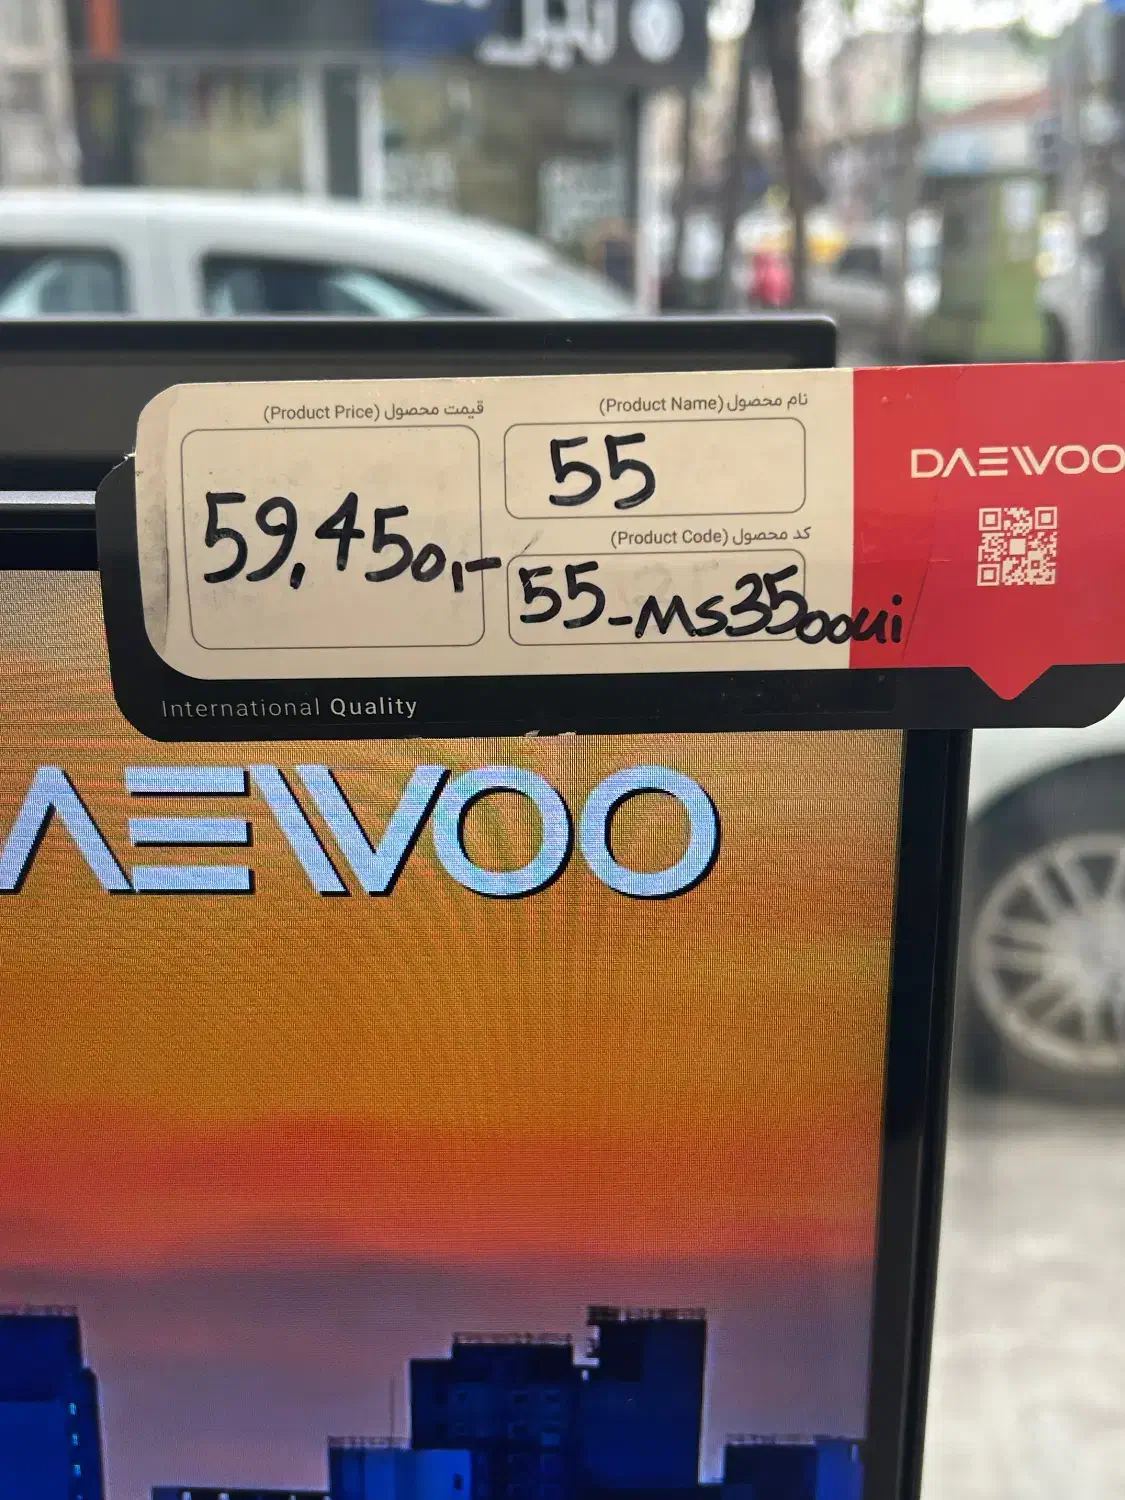 قیمت محصول (Product Price)
59,450,-
نام محصول (Product Name)
55
کد محصول (Product Code)
55-MS3500ui
DAEWOO
International Quality
AEWOO